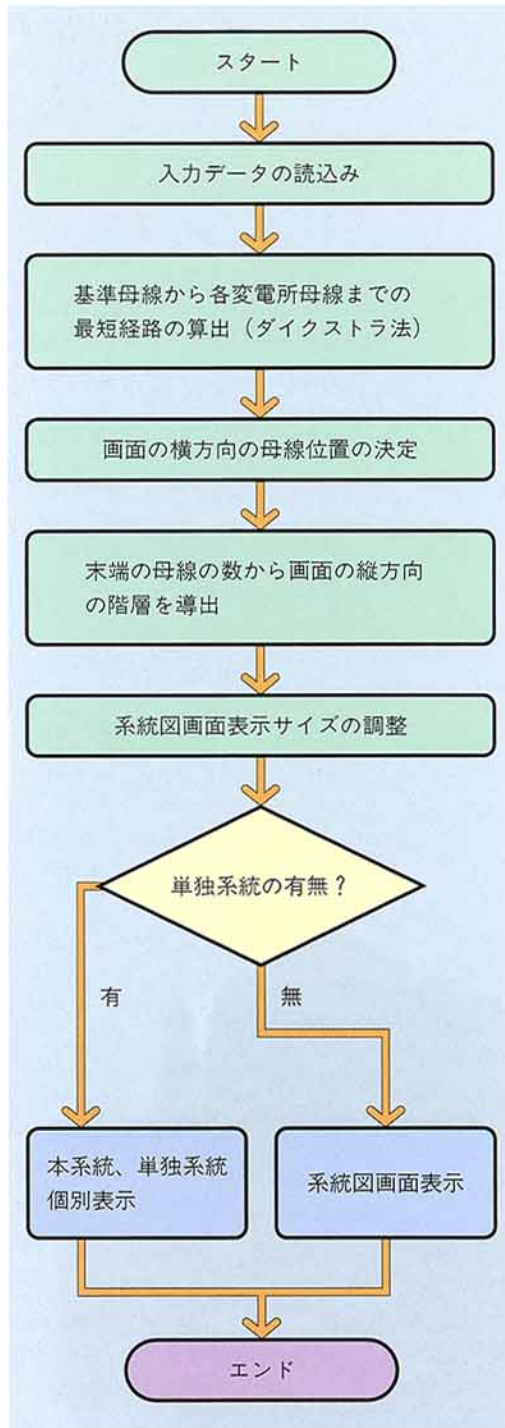 スタート
入力データの読込み
基準母線から各変電所母線までの
最短経路の算出（ダイクストラ法）
画面の横方向の母線位置の決定
末端の母線の数から画面の縦方向
の階層を導出
系統図画面表示サイズの調整
単独系統の有無？
有
無
本系統、単独系統
個別表示
系統図画面表示
エンド